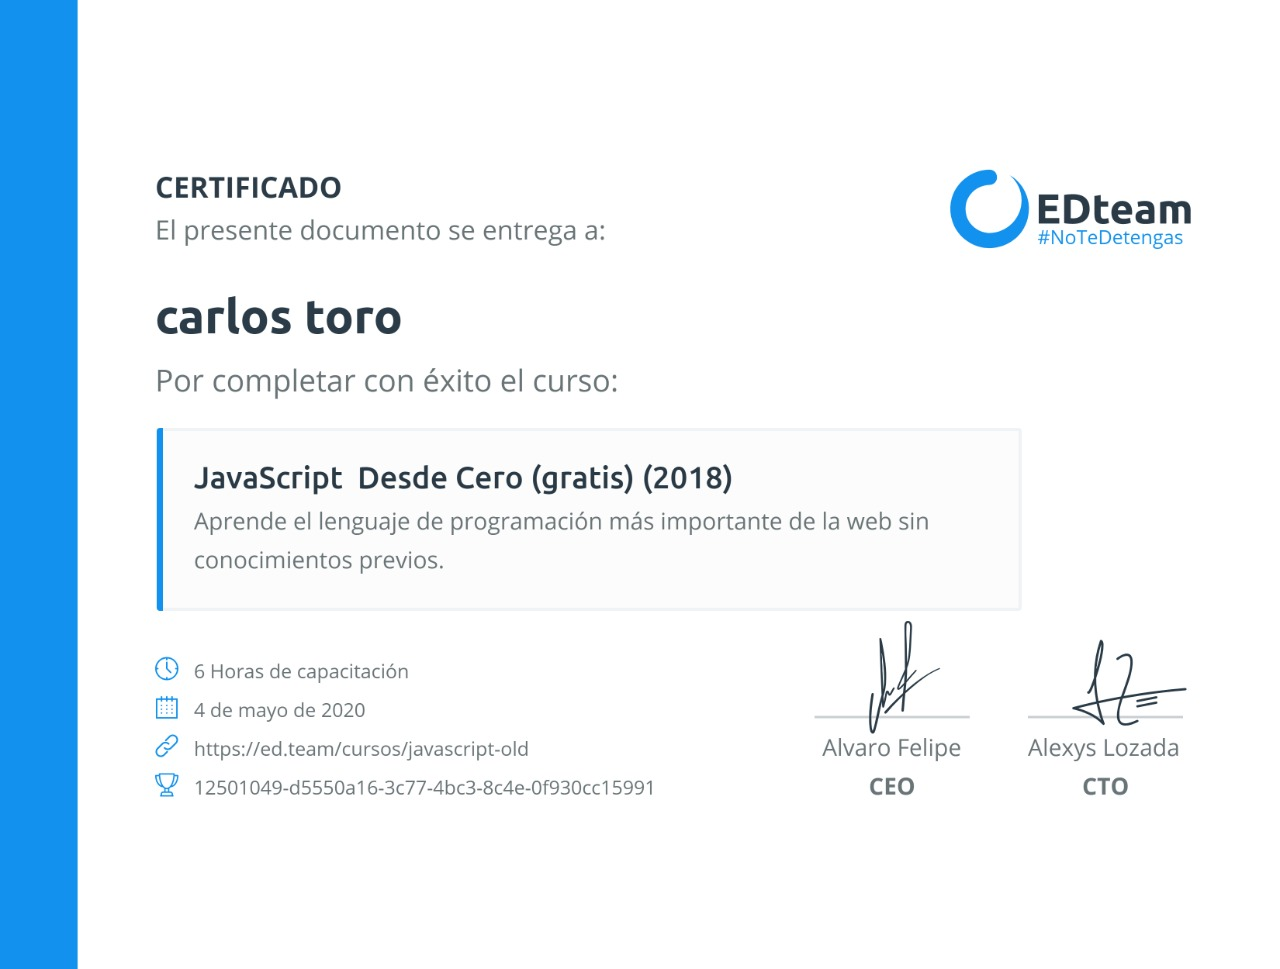 CERTIFICADO
El presente documento se entrega a:
EDteam
#NoTeDetengas
carlos toro
Por completar con éxito el curso:
JavaScript  Desde Cero (gratis) (2018)
Aprende el lenguaje de programación más importante de la web sin
conocimientos previos.
6 Horas de capacitación
4 de mayo de 2020
https://ed.team/cursos/javascript-old
12501049-d5550a16-3c77-4bc3-8c4e-0f930cc15991
Alvaro Felipe
CEO
Alexys Lozada
CTO